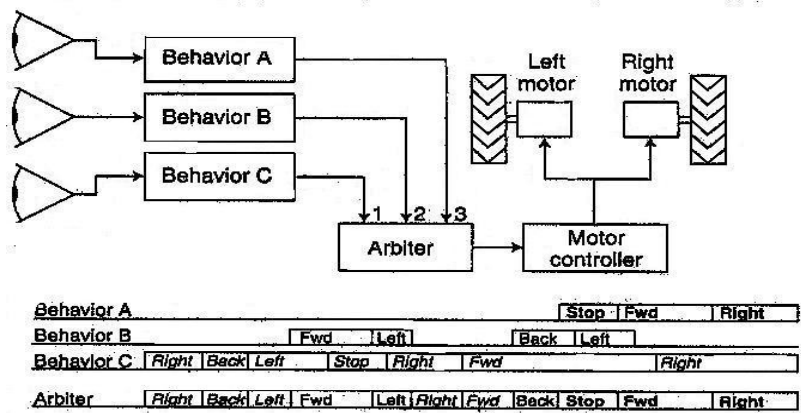 Behavior A
Left motor
Right motor
Behavior B
Behavior C
1 2 3
Arbiter
Motor controller
Behavior A Stop Fwd Right
Behavior B Fwd Left Back Left
Behavior C Right Back Left Stop Right Fwd Right
Arbiter Right Back Left Fwd Left Right Fwd Back Stop Fwd Right